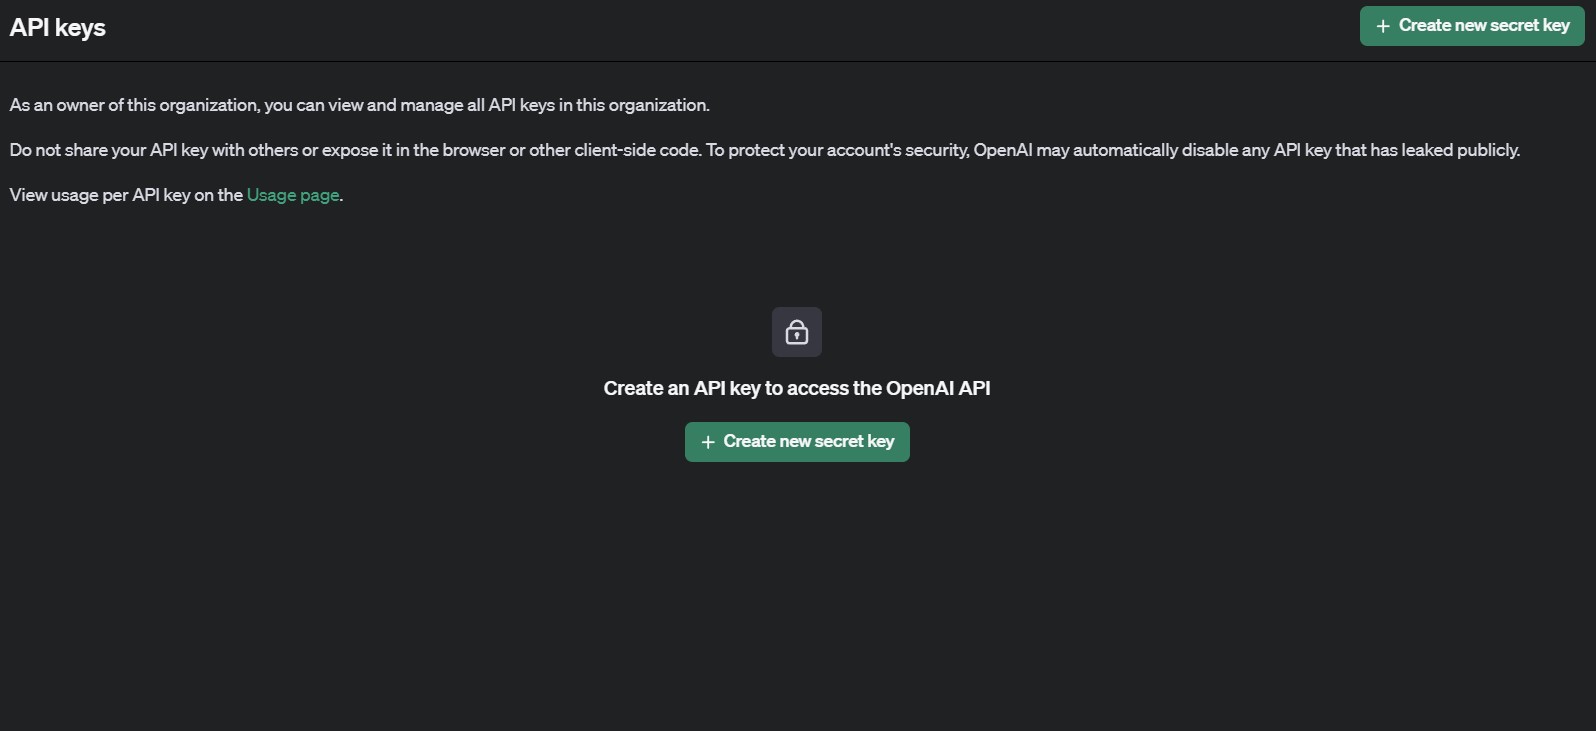 API keys
+ Create new secret key
As an owner of this organization, you can view and manage all API keys in this organization.
Do not share your API key with others or expose it in the browser or other client-side code. To protect your account's security, OpenAI may automatically disable any API key that has leaked publicly.
View usage per API key on the Usage page.
Create an API key to access the OpenAI API
+ Create new secret key